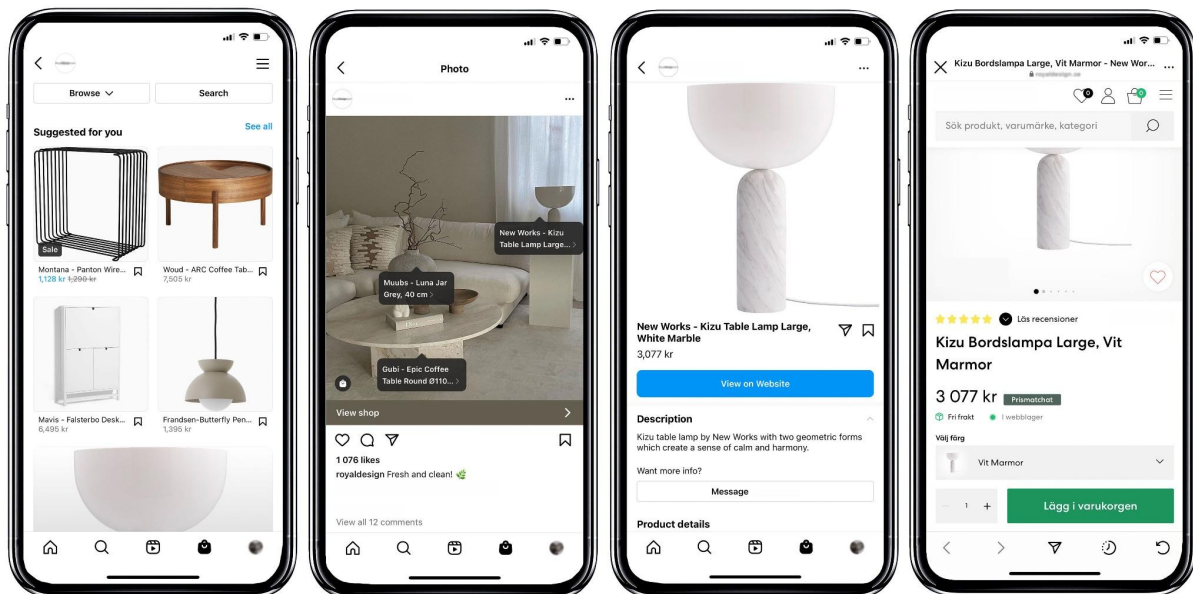 Browse
Search
Suggested for you
See all
Sale
Montana - Panton Wire...
1,128 kr 1,290 kr
Woud - ARC Coffee Tab...
7,505 kr
Mavis - Falsterbo Desk...
6,495 kr
Frandsen-Butterfly Pen...
1,395 kr
Photo
New Works - Kizu
Table Lamp Large...
Muubs - Luna Jar
Grey, 40 cm
Gubi - Epic Coffee
Table Round Ø110...
View shop
1 076 likes
royaldesign Fresh and clean!
View all 12 comments
New Works - Kizu Table Lamp Large,
White Marble
3,077 kr
View on Website
Description
Kizu table lamp by New Works with two geometric forms
which create a sense of calm and harmony.
Want more info?
Message
Product details
Kizu Bordslampa Large, Vit Marmor - New Wor...
royaldesign.se
0
0
Sök produkt, varumärke, kategori
Läs recensioner
Kizu Bordslampa Large, Vit
Marmor
3 077 kr Prismatchat
Fri frakt I webblager
Välj färg
Vit Marmor
- 1 + Lägg i varukorgen